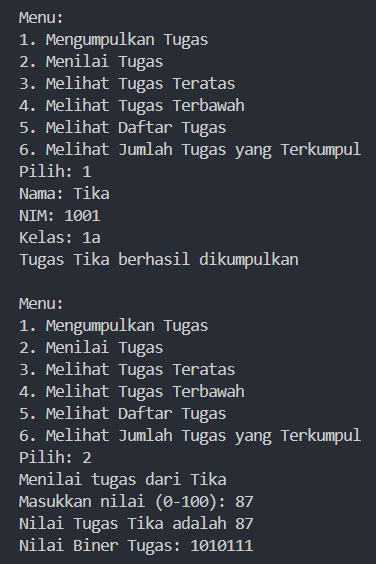 Menu:
1. Mengumpulkan Tugas
2. Menilai Tugas
3. Melihat Tugas Teratas
4. Melihat Tugas Terbawah
5. Melihat Daftar Tugas
6. Melihat Jumlah Tugas yang Terkumpul
Pilih: 1
Nama: Tika
NIM: 1001
Kelas: 1a
Tugas Tika berhasil dikumpulkan

Menu:
1. Mengumpulkan Tugas
2. Menilai Tugas
3. Melihat Tugas Teratas
4. Melihat Tugas Terbawah
5. Melihat Daftar Tugas
6. Melihat Jumlah Tugas yang Terkumpul
Pilih: 2
Menilai tugas dari Tika
Masukkan nilai (0-100): 87
Nilai Tugas Tika adalah 87
Nilai Biner Tugas: 1010111